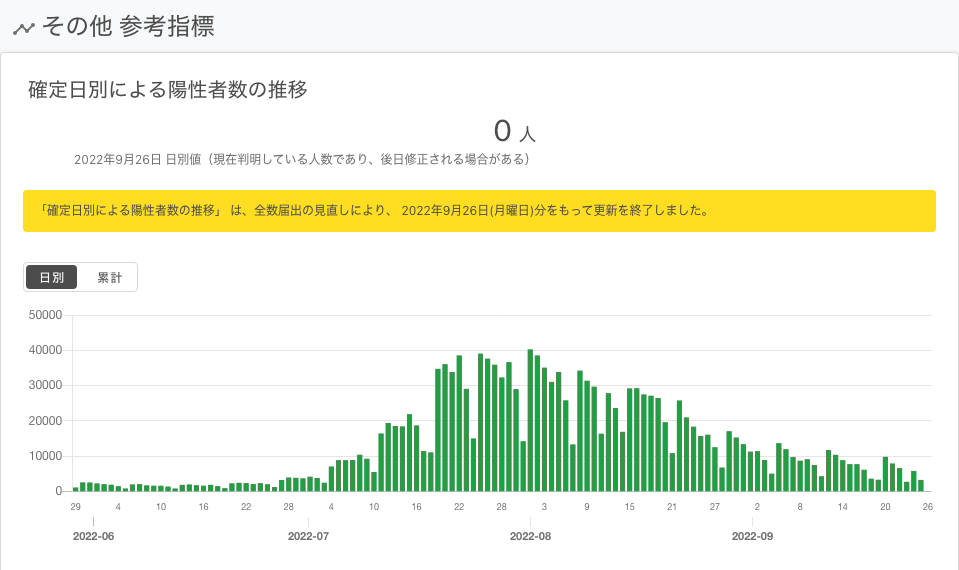 その他 参考指標
確定日別による陽性者数の推移
0 人
2022年9月26日 日別値（現在判明している人数であり、後日修正される場合がある）
「確定日別による陽性者数の推移」 は、全数届出の見直しにより、 2022年9月26日(月曜日)分をもって更新を終了しました。
日別 累計
50000
40000
30000
20000
10000
0
29 4 10 16 22 28 4 10 16 22 28 3 9 15 21 27 2 8 14 20 26
2022-06 2022-07 2022-08 2022-09